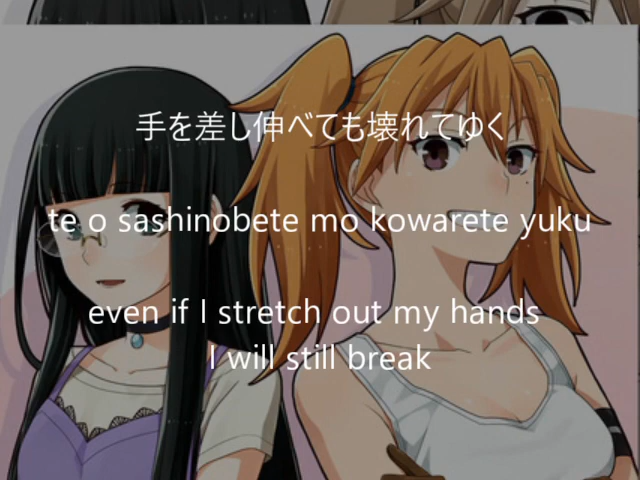 手を差し伸べても壊れてゆく
te o sashinobete mo kowarete yuku
even if I stretch out my hands
I will still break